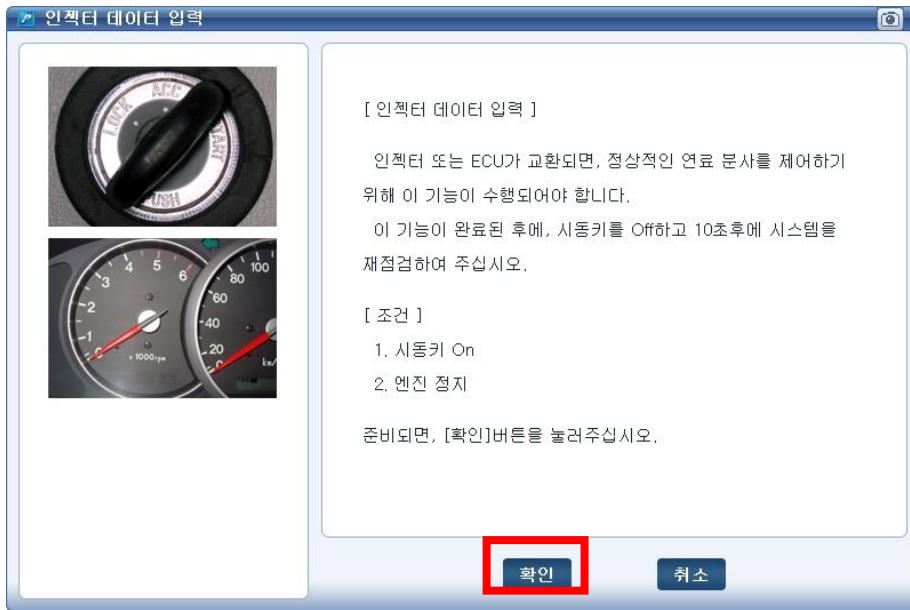 인젝터 데이터 입력
LOCK ACC START
PUSH
[ 인젝터 데이터 입력 ]
인젝터 또는 ECU가 교환되면, 정상적인 연료 분사를 제어하기
위해 이 기능이 수행되어야 합니다.
이 기능이 완료된 후에, 시동키를 Off하고 10초후에 시스템을
재점검하여 주십시오.
[ 조건 ]
1. 시동키 On
2. 엔진 정지
준비되면, [확인]버튼을 눌러주십시오.
0 1 2 3 4 5 6
x 1000rpm
0 20 40 60 80 100
km/
확인
취소